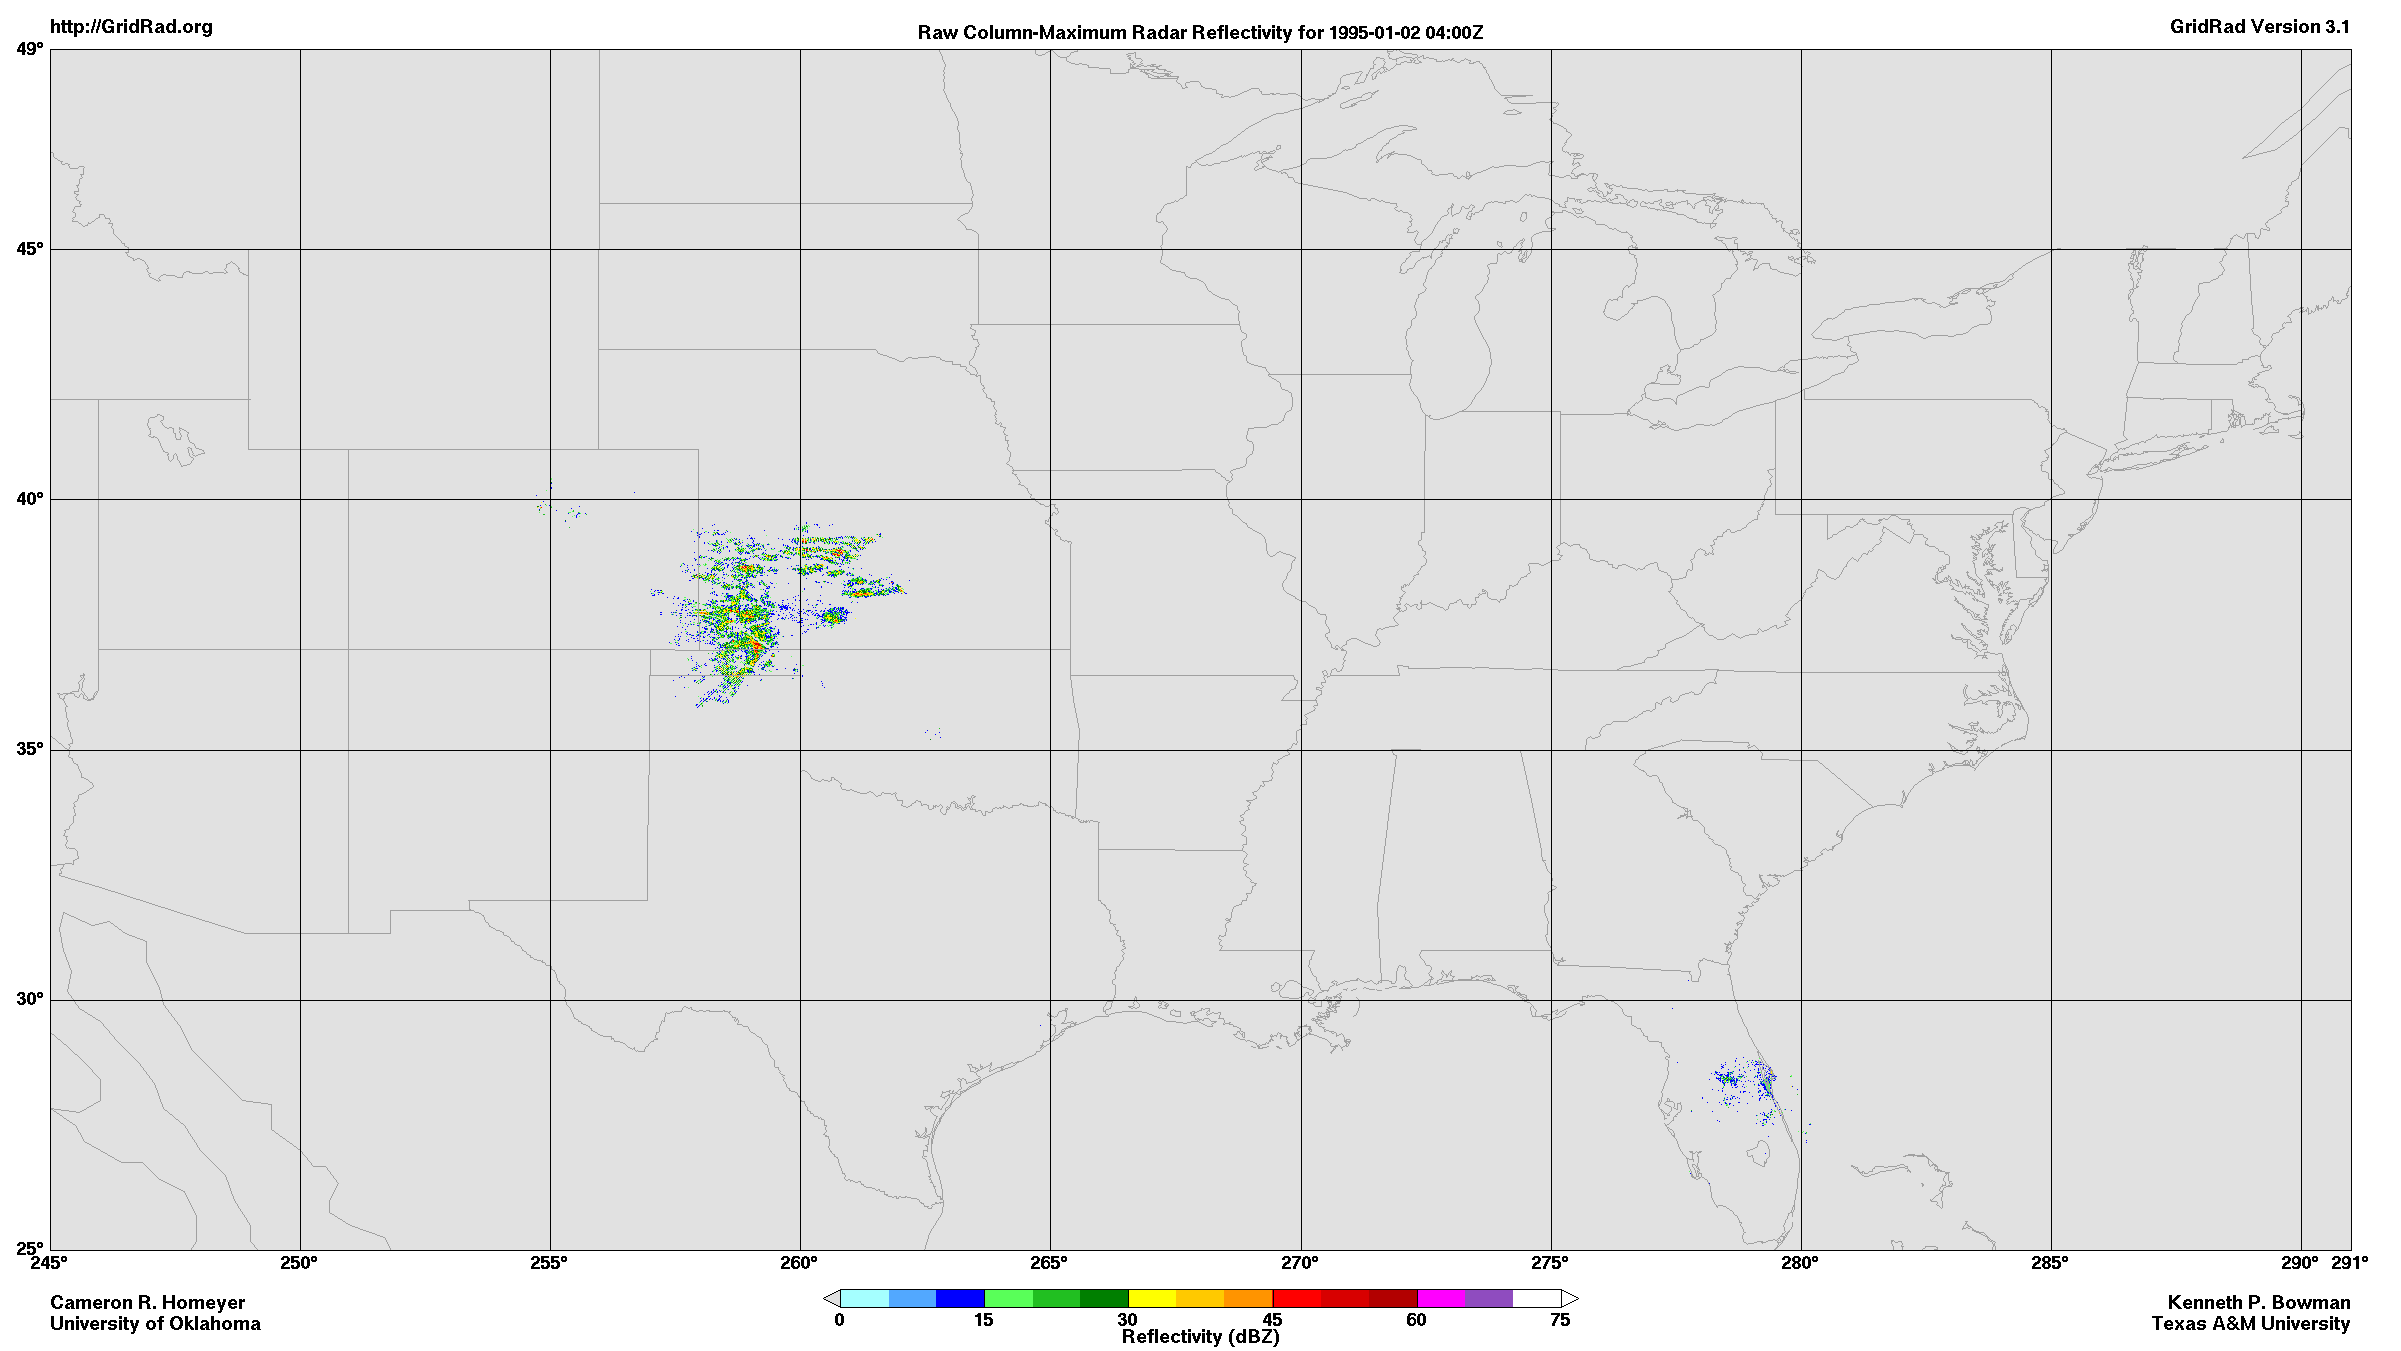 http://GridRad.org
Raw Column-Maximum Radar Reflectivity for 1995-01-02 04:00Z
GridRad Version 3.1
49°
45°
40°
35°
30°
25°
245° 250° 255° 260° 265° 270° 275° 280° 285° 290° 291°
Cameron R. Homeyer
University of Oklahoma
0 15 30 45 60 75
Reflectivity (dBZ)
Kenneth P. Bowman
Texas A&M University